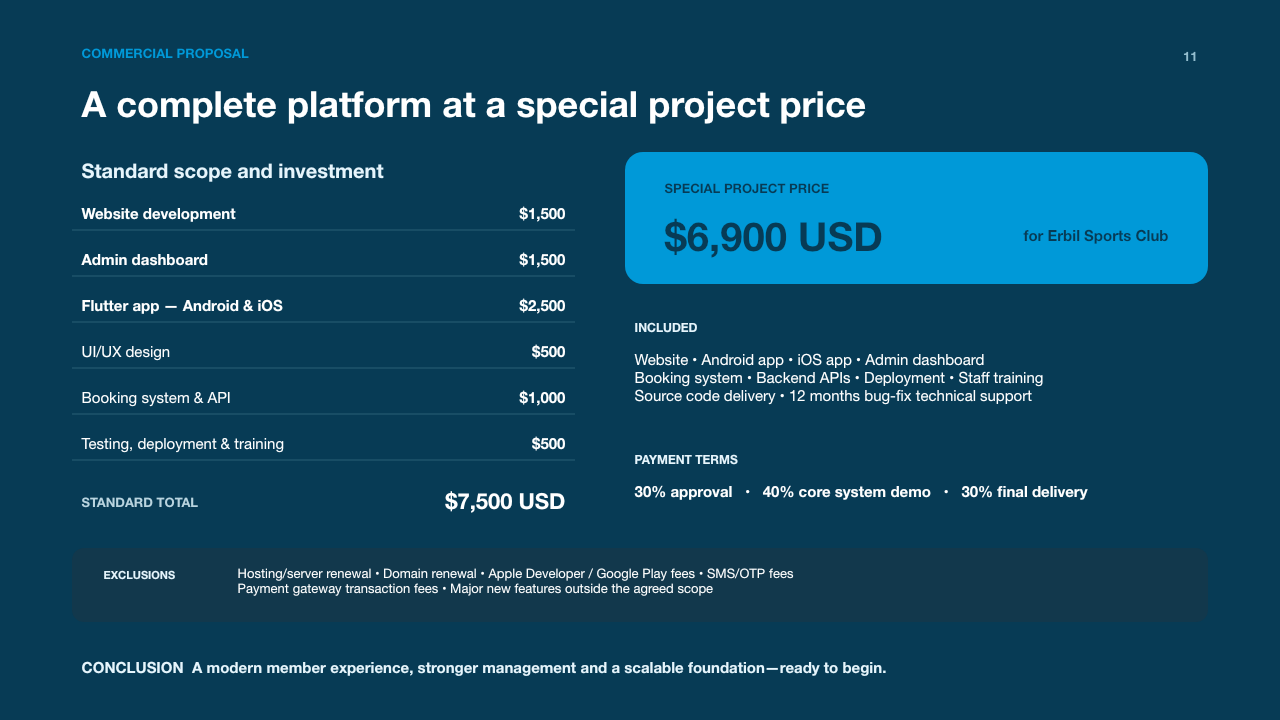 COMMERCIAL PROPOSAL
11
A complete platform at a special project price
Standard scope and investment
Website development $1,500
Admin dashboard $1,500
Flutter app — Android & iOS $2,500
UI/UX design $500
Booking system & API $1,000
Testing, deployment & training $500
STANDARD TOTAL $7,500 USD
SPECIAL PROJECT PRICE
$6,900 USD for Erbil Sports Club
INCLUDED
Website • Android app • iOS app • Admin dashboard
Booking system • Backend APIs • Deployment • Staff training
Source code delivery • 12 months bug-fix technical support
PAYMENT TERMS
30% approval • 40% core system demo • 30% final delivery
EXCLUSIONS
Hosting/server renewal • Domain renewal • Apple Developer / Google Play fees • SMS/OTP fees
Payment gateway transaction fees • Major new features outside the agreed scope
CONCLUSION A modern member experience, stronger management and a scalable foundation—ready to begin.